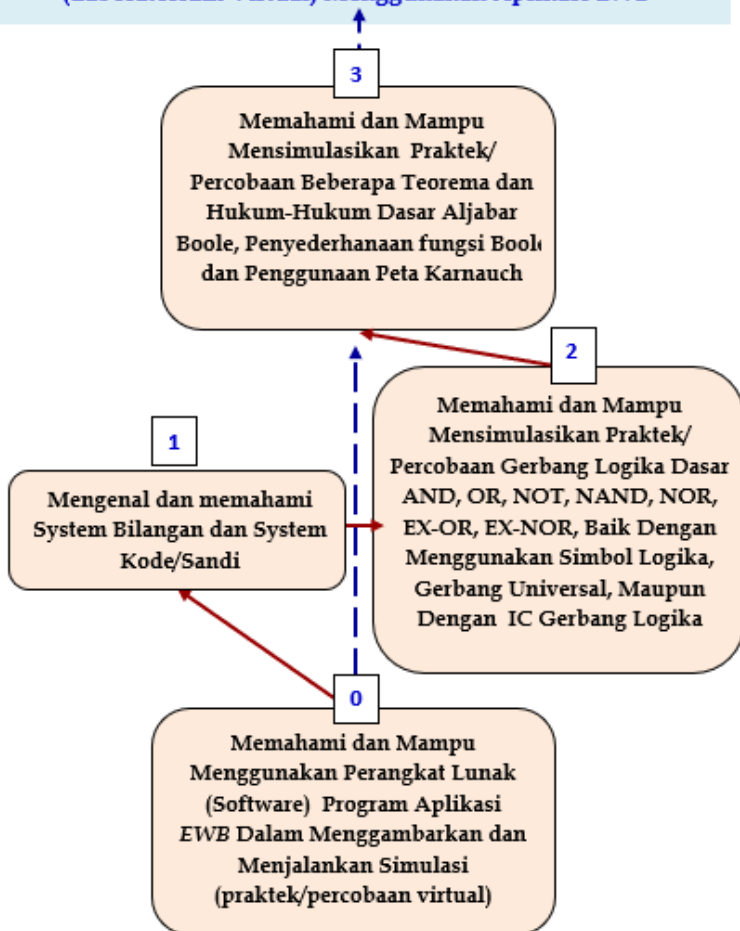 3
Memahami dan Mampu
Mensimulasikan Praktek/
Percobaan Beberapa Teorema dan
Hukum-Hukum Dasar Aljabar
Boole, Penyederhanaan fungsi Boole
dan Penggunaan Peta Karnauch
2
Memahami dan Mampu
Mensimulasikan Praktek/
Percobaan Gerbang Logika Dasar
AND, OR, NOT, NAND, NOR,
EX-OR, EX-NOR, Baik Dengan
Menggunakan Simbol Logika,
Gerbang Universal, Maupun
Dengan IC Gerbang Logika
1
Mengenal dan memahami
System Bilangan dan System
Kode/Sandi
0
Memahami dan Mampu
Menggunakan Perangkat Lunak
(Software) Program Aplikasi
EWB Dalam Menggambarkan dan
Menjalankan Simulasi
(praktek/percobaan virtual)